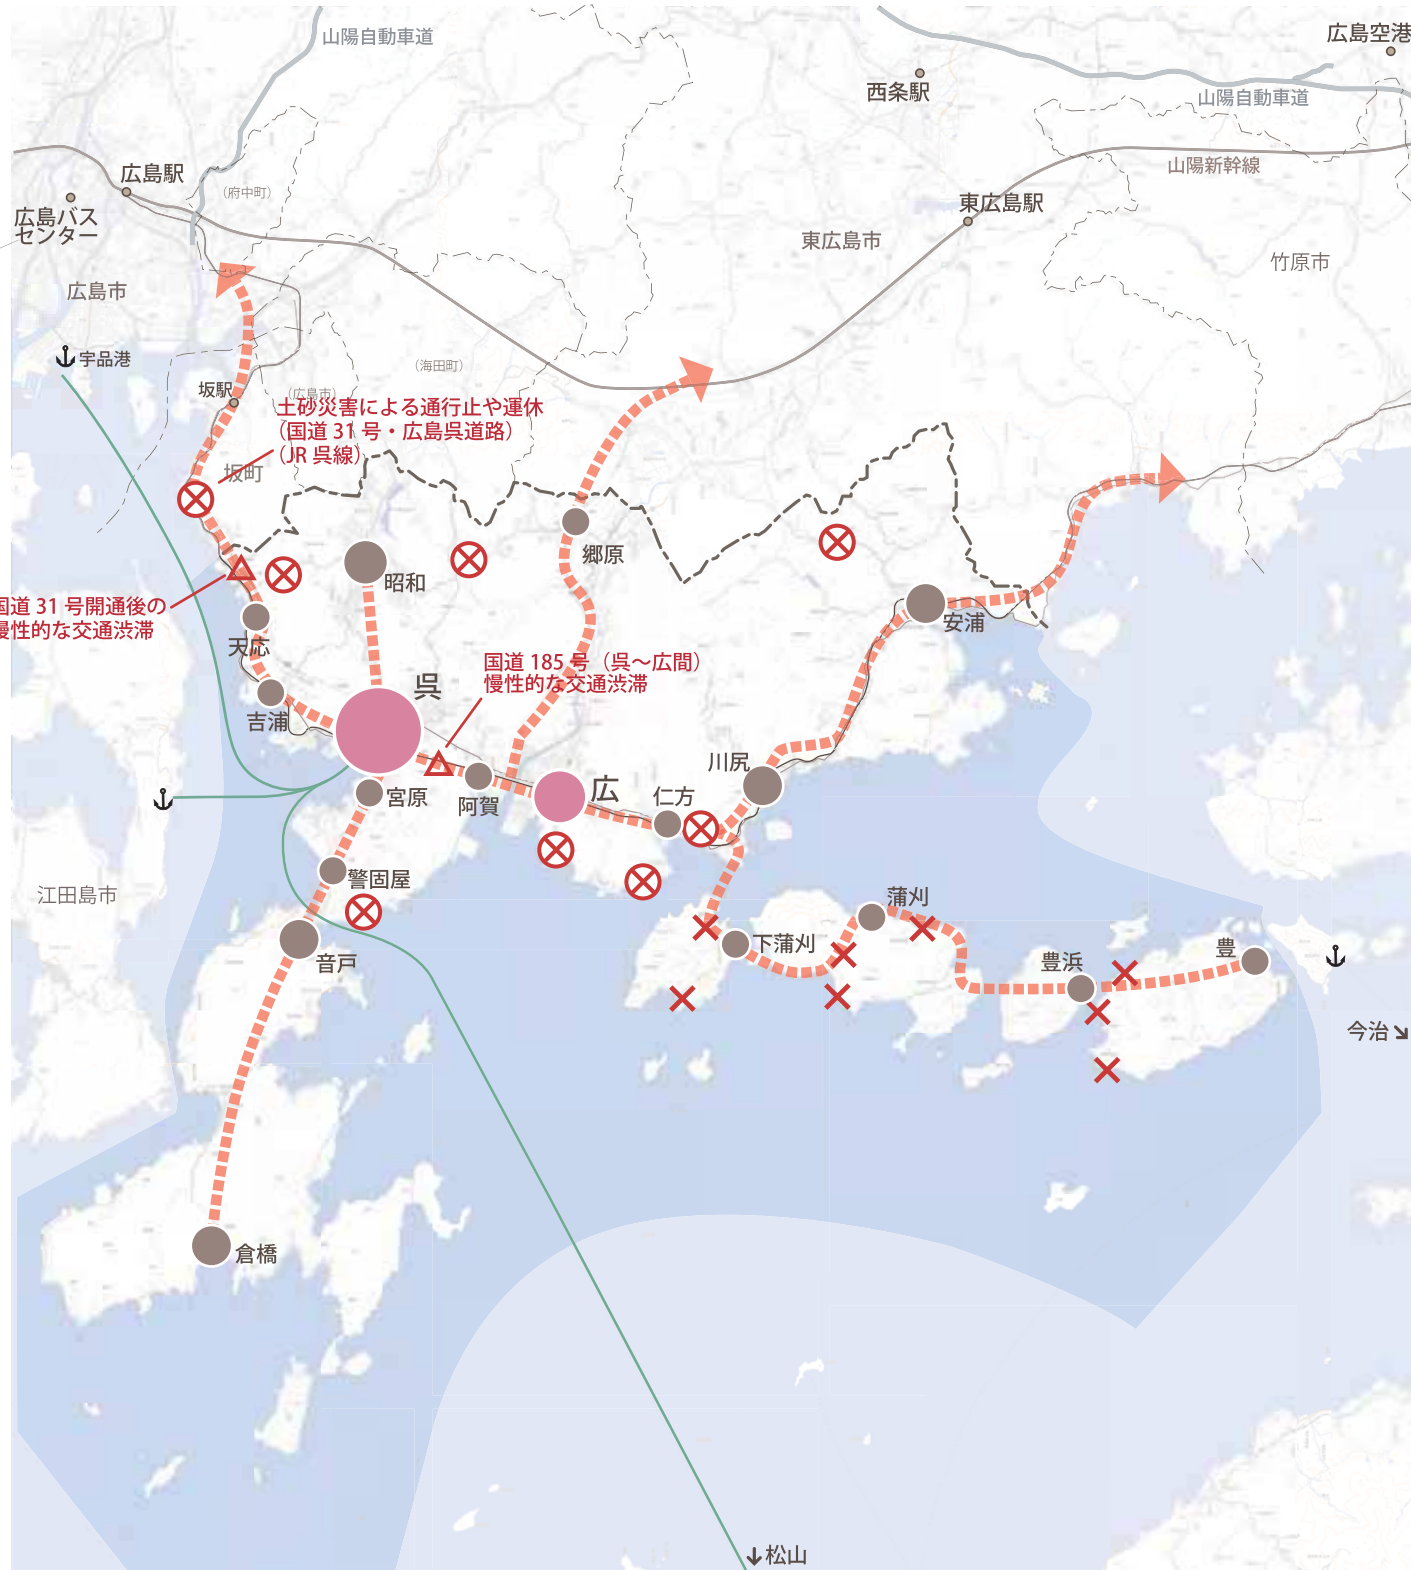 山陽自動車道
広島空港
西条駅
山陽自動車道
広島駅
(府中町)
山陽新幹線
広島バス
センター
東広島駅
東広島市
竹原市
広島市
宇品港
(海田町)
坂駅
(広島市)
土砂災害による通行止や運休
(国道 31 号・広島呉道路)
(JR 呉線)
坂町
郷原
昭和
国道 31 号開通後の
慢性的な交通渋滞
安浦
天応
国道 185 号（呉～広間）
慢性的な交通渋滞
呉
吉浦
川尻
広
仁方
宮原
阿賀
警固屋
江田島市
蒲刈
下蒲刈
豊
音戸
豊浜
今治
倉橋
松山